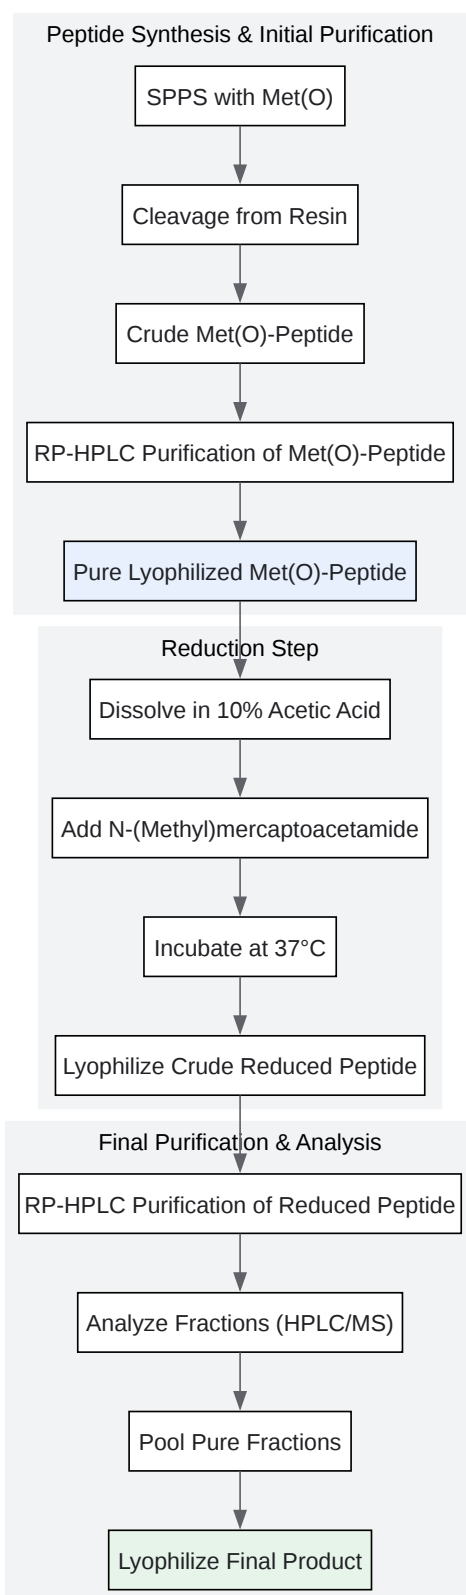 Peptide Synthesis & Initial Purification
SPPS with Met(O)
Cleavage from Resin
Crude Met(O)-Peptide
RP-HPLC Purification of Met(O)-Peptide
Pure Lyophilized Met(O)-Peptide
Reduction Step
Dissolve in 10% Acetic Acid
Add N-(Methyl)mercaptoacetamide
Incubate at 37°C
Lyophilize Crude Reduced Peptide
Final Purification & Analysis
RP-HPLC Purification of Reduced Peptide
Analyze Fractions (HPLC/MS)
Pool Pure Fractions
Lyophilize Final Product